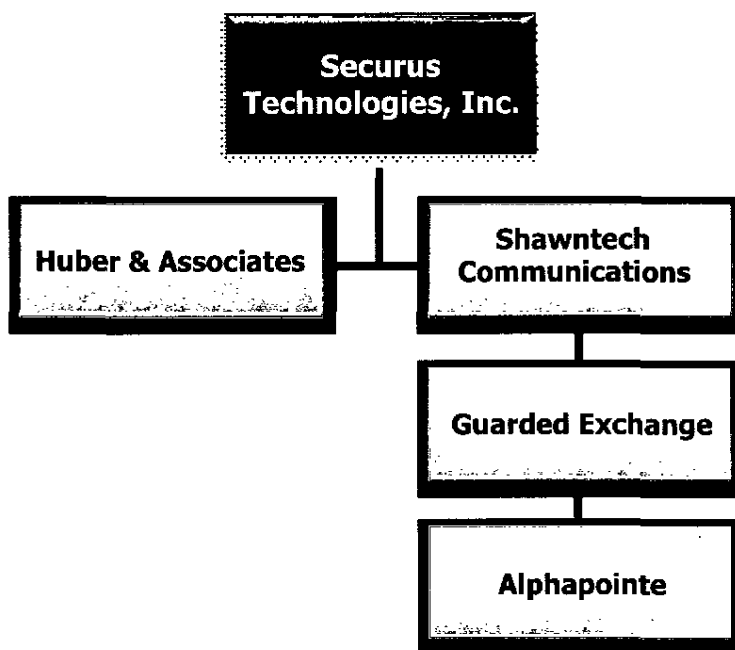 Securus
Technologies, Inc.
Huber & Associates
Shawntech
Communications
Guarded Exchange
Alphapointe